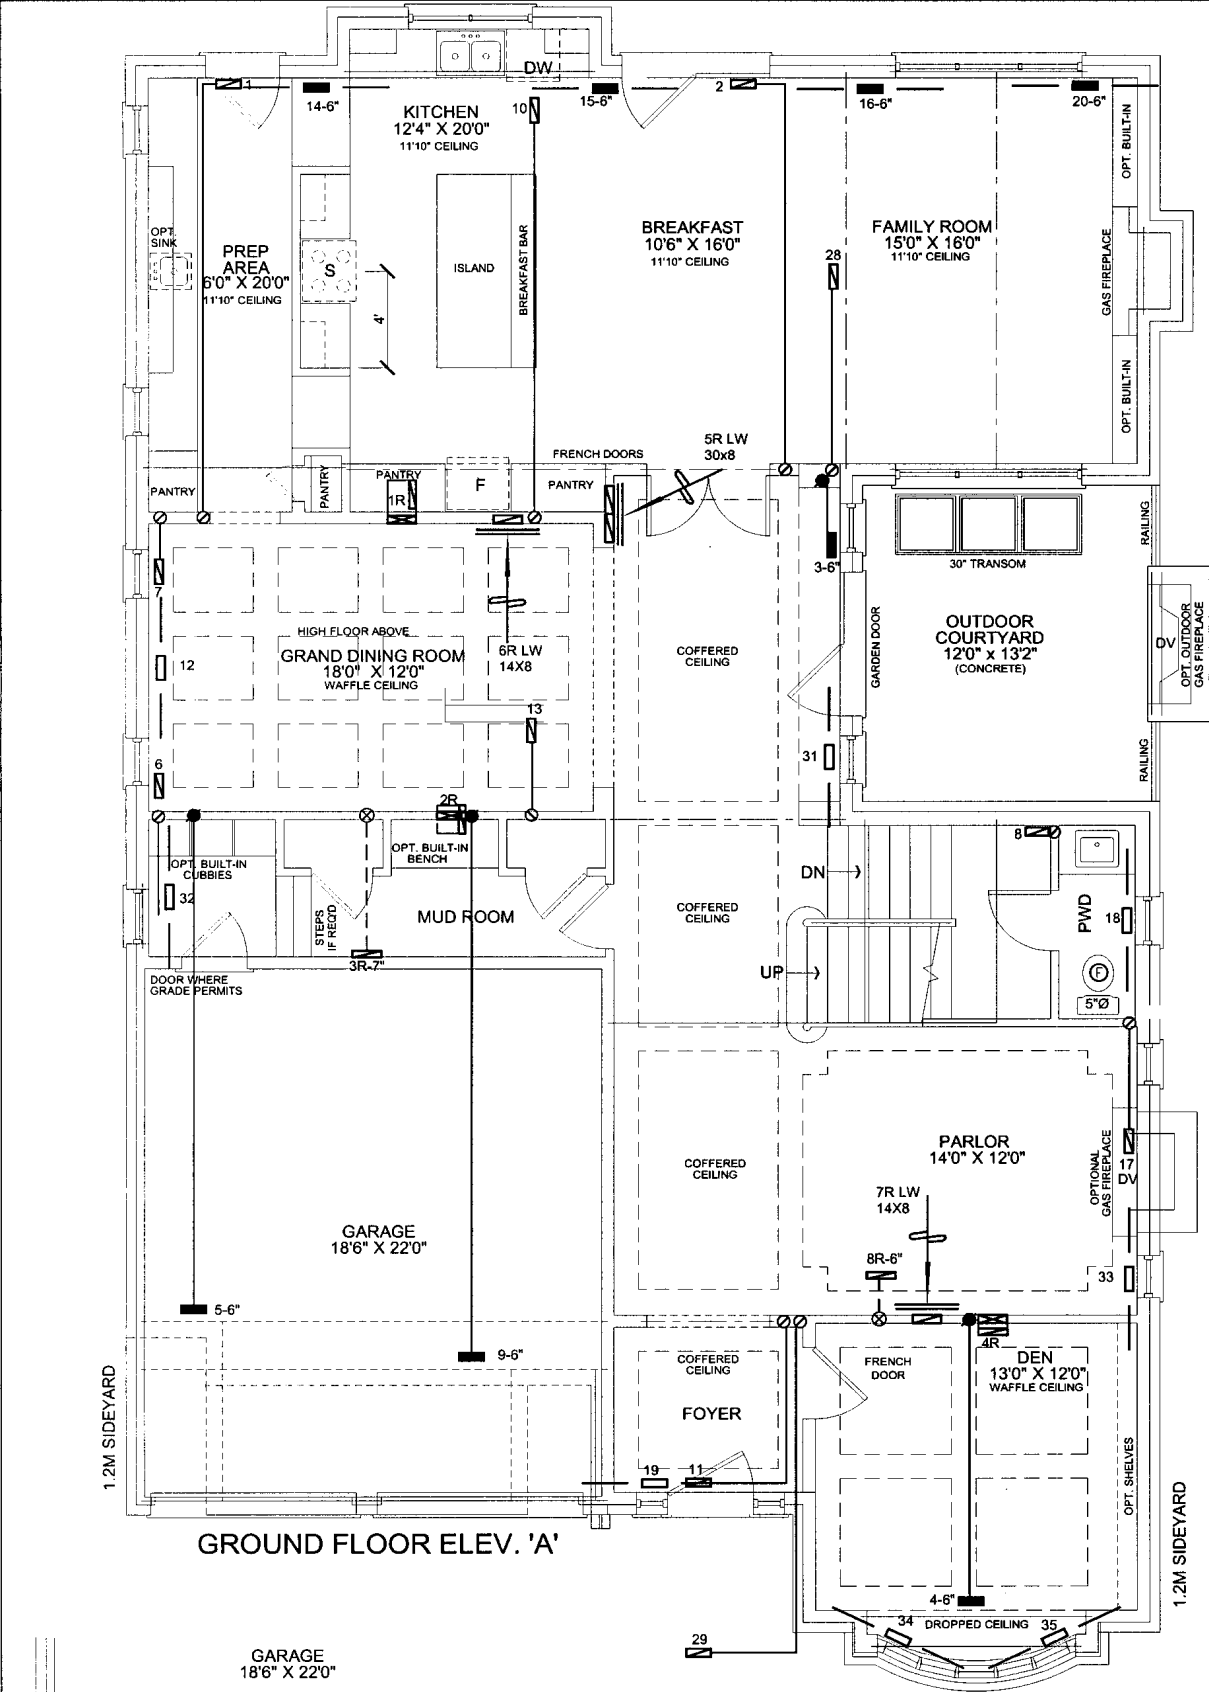 DW
1
14-6"
10
15-6"
2
16-6"
20-6"
KITCHEN
12'4" X 20'0"
11'10" CEILING
OPT. BUILT-IN
OPT.
SINK
PREP
AREA
6'0" X 20'0"
11'10" CEILING
S
4'
ISLAND
BREAKFAST BAR
BREAKFAST
10'6" X 16'0"
11'10" CEILING
FAMILY ROOM
15'0" X 16'0"
11'10" CEILING
28
GAS FIREPLACE
OPT. BUILT-IN
5R LW
30x8
FRENCH DOORS
PANTRY
PANTRY
PANTRY
1R
F
PANTRY
RAILING
30" TRANSOM
3-6"
7
HIGH FLOOR ABOVE
GRAND DINING ROOM
18'0" X 12'0"
WAFFLE CEILING
12
6R LW
14X8
COFFERED
CEILING
GARDEN DOOR
OUTDOOR
COURTYARD
12'0" x 13'2"
(CONCRETE)
DV
OPT. OUTDOOR
GAS FIREPLACE
13
31
RAILING
6
2R
OPT. BUILT-IN
CUBBIES
OPT. BUILT-IN
BENCH
32
STEPS
IF REQ'D
MUD ROOM
3R-7"
DOOR WHERE
GRADE PERMITS
COFFERED
CEILING
DN
UP
8
PWD
18
F
5"Ø
GARAGE
18'6" X 22'0"
COFFERED
CEILING
PARLOR
14'0" X 12'0"
OPTIONAL
GAS FIREPLACE
17
DV
7R LW
14X8
8R-6"
33
5-6"
9-6"
4R
COFFERED
CEILING
FOYER
FRENCH
DOOR
DEN
13'0" X 12'0"
WAFFLE CEILING
OPT. SHELVES
1.2M SIDEYARD
19
11
1.2M SIDEYARD
GROUND FLOOR ELEV. 'A'
4-6"
34
DROPPED CEILING
35
29
GARAGE
18'6" X 22'0"